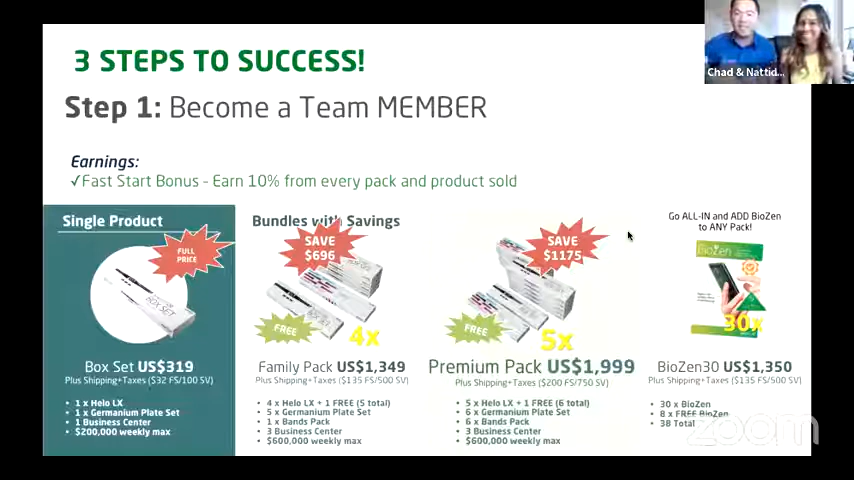 Chad & Nattid...
3 STEPS TO SUCCESS!
Step 1: Become a Team MEMBER
Earnings:
✓Fast Start Bonus - Earn 10% from every pack and product sold
Single Product
FULL
PRICE
BOX SET
Box Set US$319
Plus Shipping+Taxes ($32 FS/100 SV)
• 1 x Helo LX
• 1 x Germanium Plate Set
• 1 Business Center
• $200,000 weekly max
Bundles with Savings
SAVE
$696
FREE
4x
Family Pack US$1,349
Plus Shipping+Taxes ($135 FS/500 SV)
• 4 x Helo LX + 1 FREE (5 total)
• 5 x Germanium Plate Set
• 1 x Bands Pack
• 3 Business Center
• $600,000 weekly max
SAVE
$1175
FREE
5x
Premium Pack US$1,999
Plus Shipping+Taxes ($200 FS/750 SV)
• 5 x Helo LX + 1 FREE (6 total)
• 6 x Germanium Plate Set
• 6 x Bands Pack
• 3 Business Center
• $600,000 weekly max
Go ALL-IN and ADD BioZen
to ANY Pack!
BioZen
30x
BioZen30 US$1,350
Plus Shipping+Taxes ($135 FS/500 SV)
• 30 x BioZen
• 8 x FREE BioZen
• 38 Total
zoom